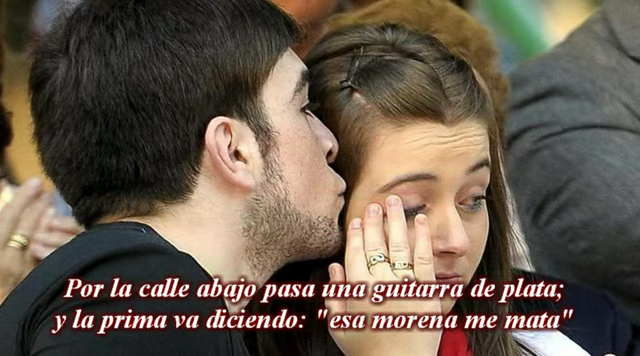 Por la calle abajo pasa una guitarra de plata;
y la prima va diciendo: "esa morena me mata"